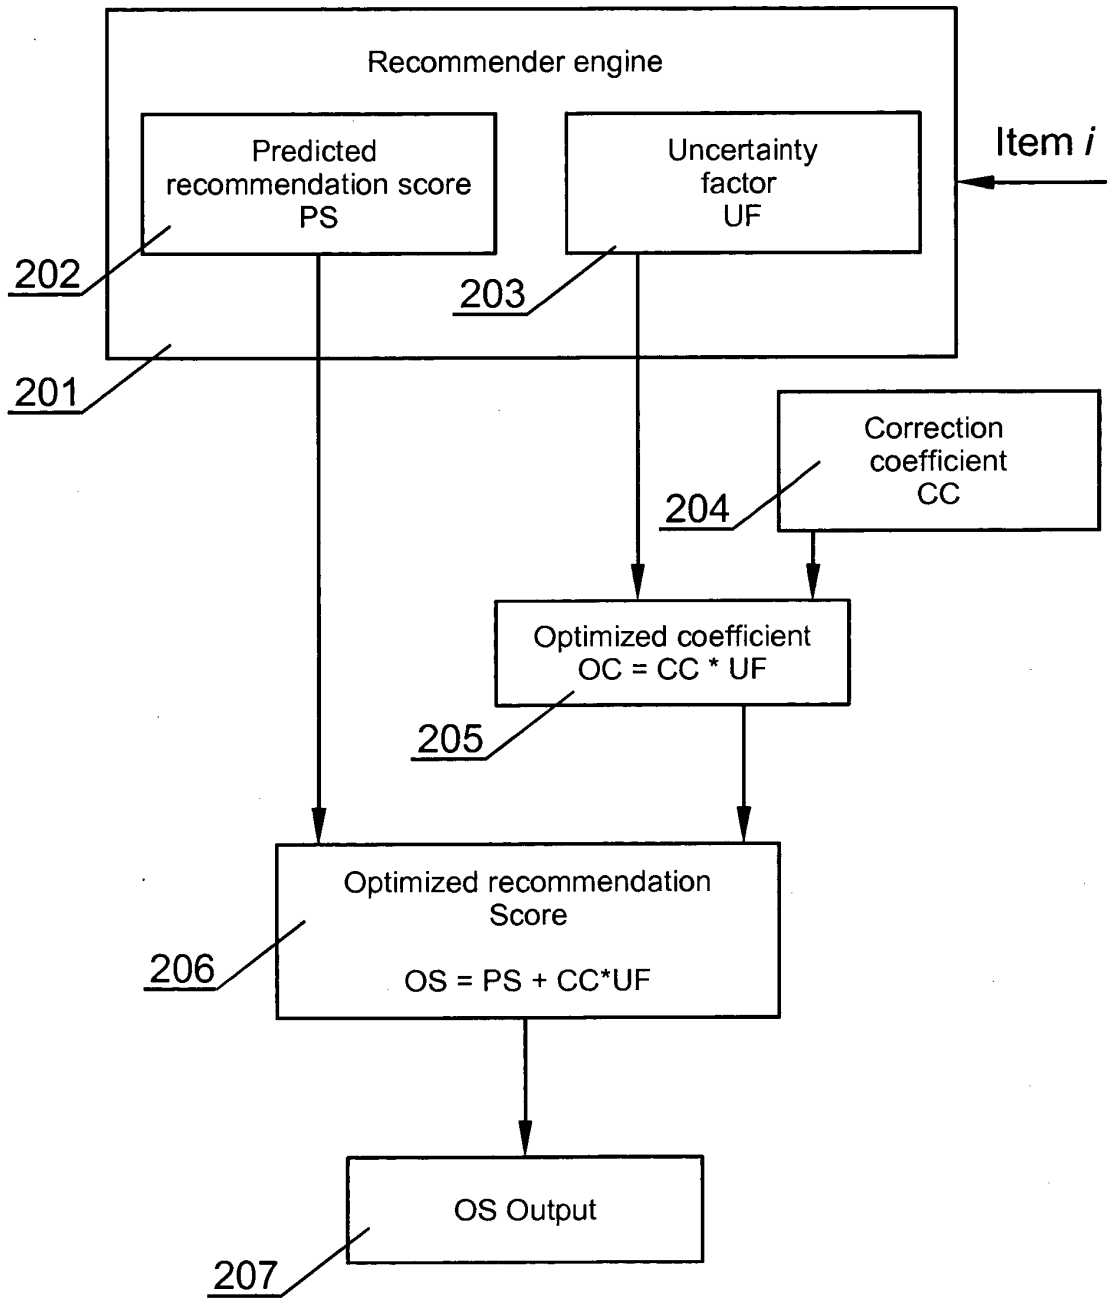 Recommender engine
Predicted
recommendation score
PS
Uncertainty
factor
UF
Item i
202
203
201
Correction
coefficient
CC
204
Optimized coefficient
OC = CC * UF
205
Optimized recommendation
Score
OS = PS + CC*UF
206
OS Output
207